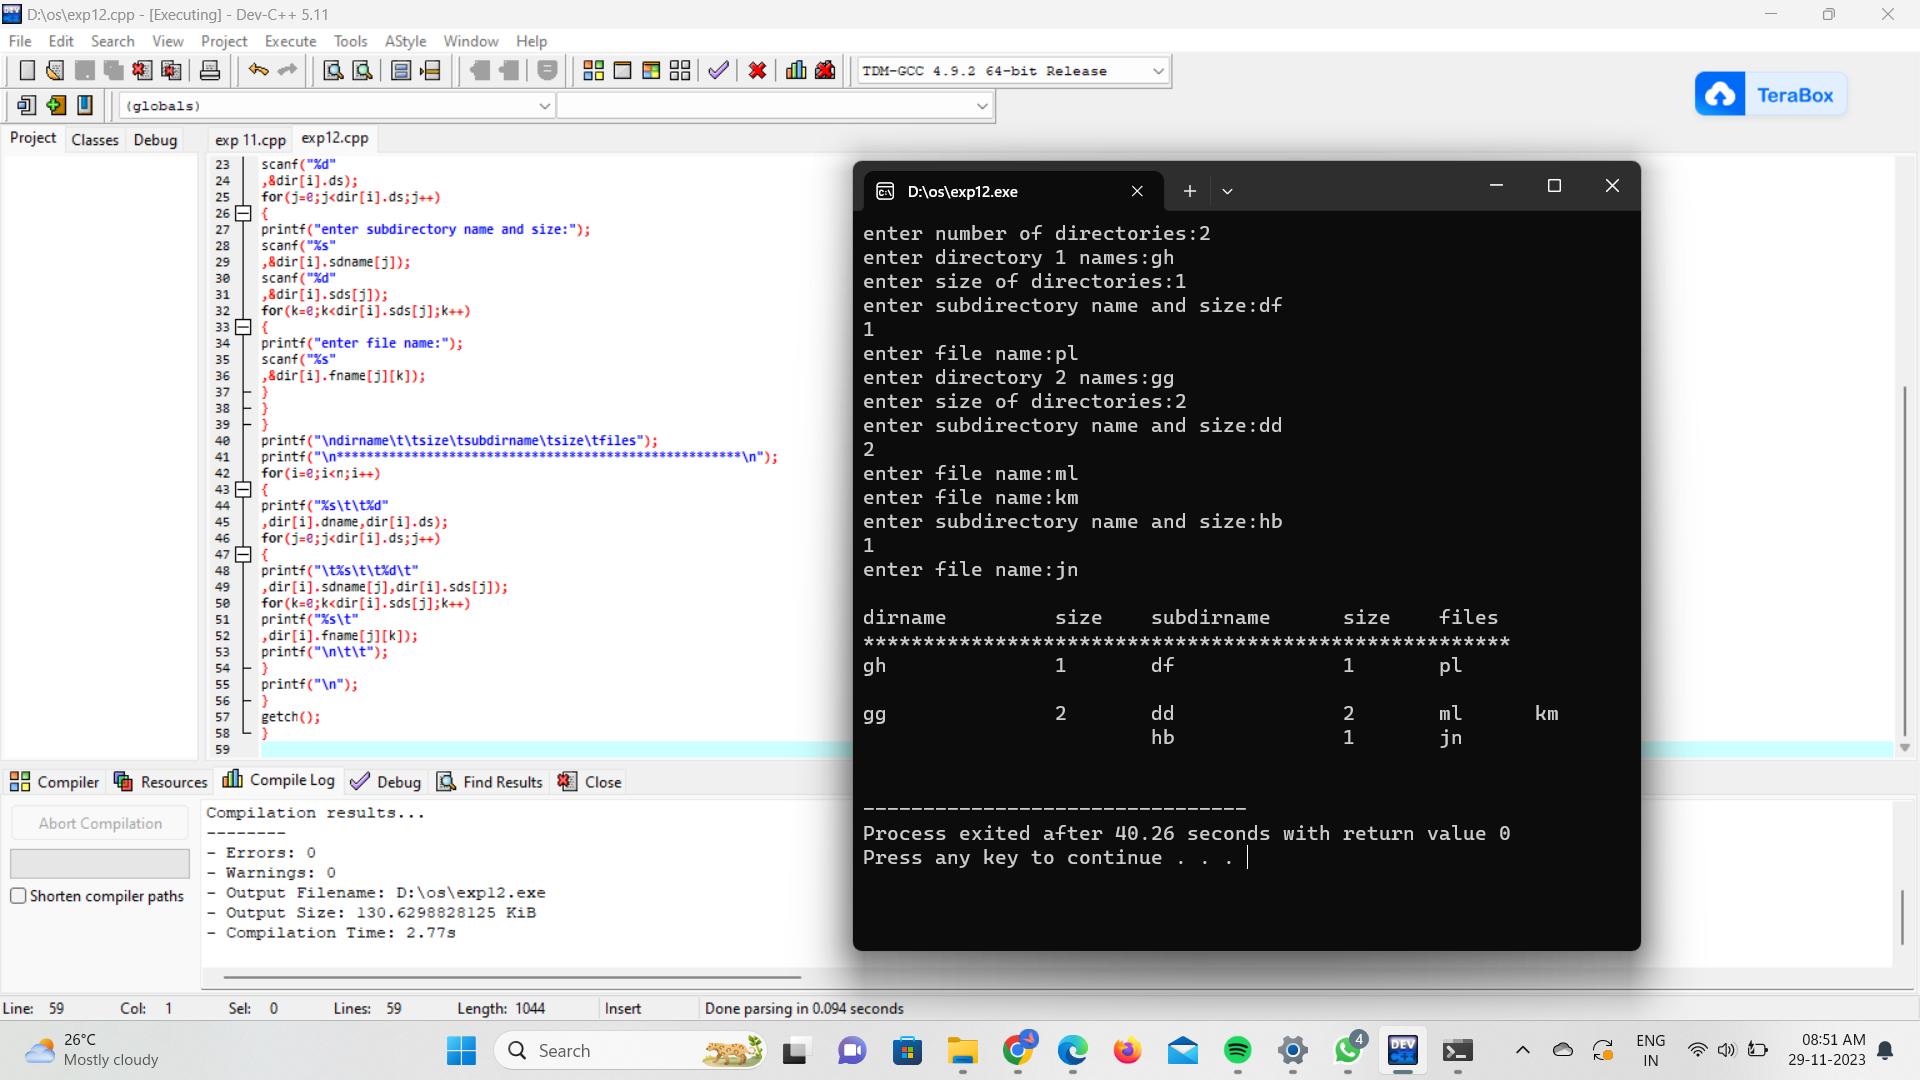 D:\os\exp12.cpp - [Executing] - Dev-C++ 5.11
File Edit Search View Project Execute Tools AStyle Window Help
TDM-GCC 4.9.2 64-bit Release
(globals)
TeraBox
Project Classes Debug
exp 11.cpp exp12.cpp
23 scanf("%d"
24 ,&dir[i].ds);
25 for(j=0;j<dir[i].ds;j++)
26 {
27 printf("enter subdirectory name and size:");
28 scanf("%s"
29 ,&dir[i].sdname[j]);
30 scanf("%d"
31 ,&dir[i].sds[j]);
32 for(k=0;k<dir[i].sds[j];k++)
33 {
34 printf("enter file name:");
35 scanf("%s"
36 ,&dir[i].fname[j][k]);
37 }
38 }
39 }
40 printf("\ndirname\t\tsize\tsubdirname\tsize\tfiles");
41 printf("\n******************************************************\n");
42 for(i=0;i<n;i++)
43 {
44 printf("%s\t\t%d"
45 ,dir[i].dname,dir[i].ds);
46 for(j=0;j<dir[i].ds;j++)
47 {
48 printf("\t%s\t\t%d\t"
49 ,dir[i].sdname[j],dir[i].sds[j]);
50 for(k=0;k<dir[i].sds[j];k++)
51 printf("%s\t"
52 ,dir[i].fname[j][k]);
53 printf("\n\t\t");
54 }
55 printf("\n");
56 }
57 getch();
58 }
59
D:\os\exp12.exe
enter number of directories:2
enter directory 1 names:gh
enter size of directories:1
enter subdirectory name and size:df
1
enter file name:pl
enter directory 2 names:gg
enter size of directories:2
enter subdirectory name and size:dd
2
enter file name:ml
enter file name:km
enter subdirectory name and size:hb
1
enter file name:jn
dirname size subdirname size files
******************************************************
gh 1 df 1 pl
gg 2 dd 2 ml km
hb 1 jn
--------------------------------
Process exited after 40.26 seconds with return value 0
Press any key to continue . . .
Compiler Resources Compile Log Debug Find Results Close
Abort Compilation
Shorten compiler paths
Compilation results...
--------
- Errors: 0
- Warnings: 0
- Output Filename: D:\os\exp12.exe
- Output Size: 130.6298828125 KiB
- Compilation Time: 2.77s
Line: 59 Col: 1 Sel: 0 Lines: 59 Length: 1044 Insert Done parsing in 0.094 seconds
26°C
Mostly cloudy
Search
4
DEV C++
ENG
IN
08:51 AM
29-11-2023